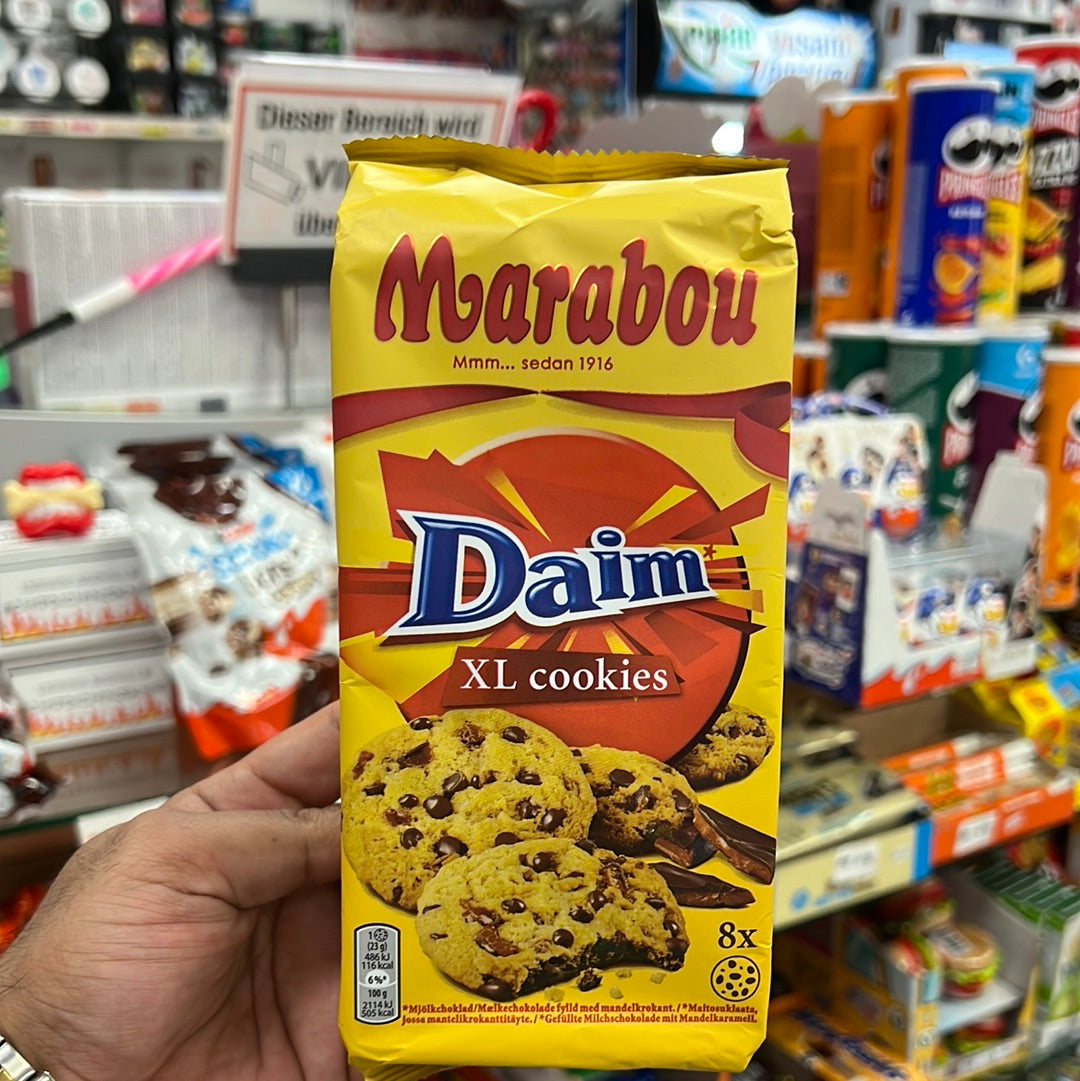 Dieser Bereich wird
Marabou
Mmm... sedan 1916
Daim*
XL cookies
8x
1
(23 g)
486 kJ
116 kcal
6%*
100 g
2114 kJ
505 kcal
*Mjölkchoklad/Mælkechokolade fylld med mandelkrokant. / *Maitosuklaata,
jossa mantelikrokanttitäyte. / *Gefüllte Milchschokolade mit Mandelkaramell.